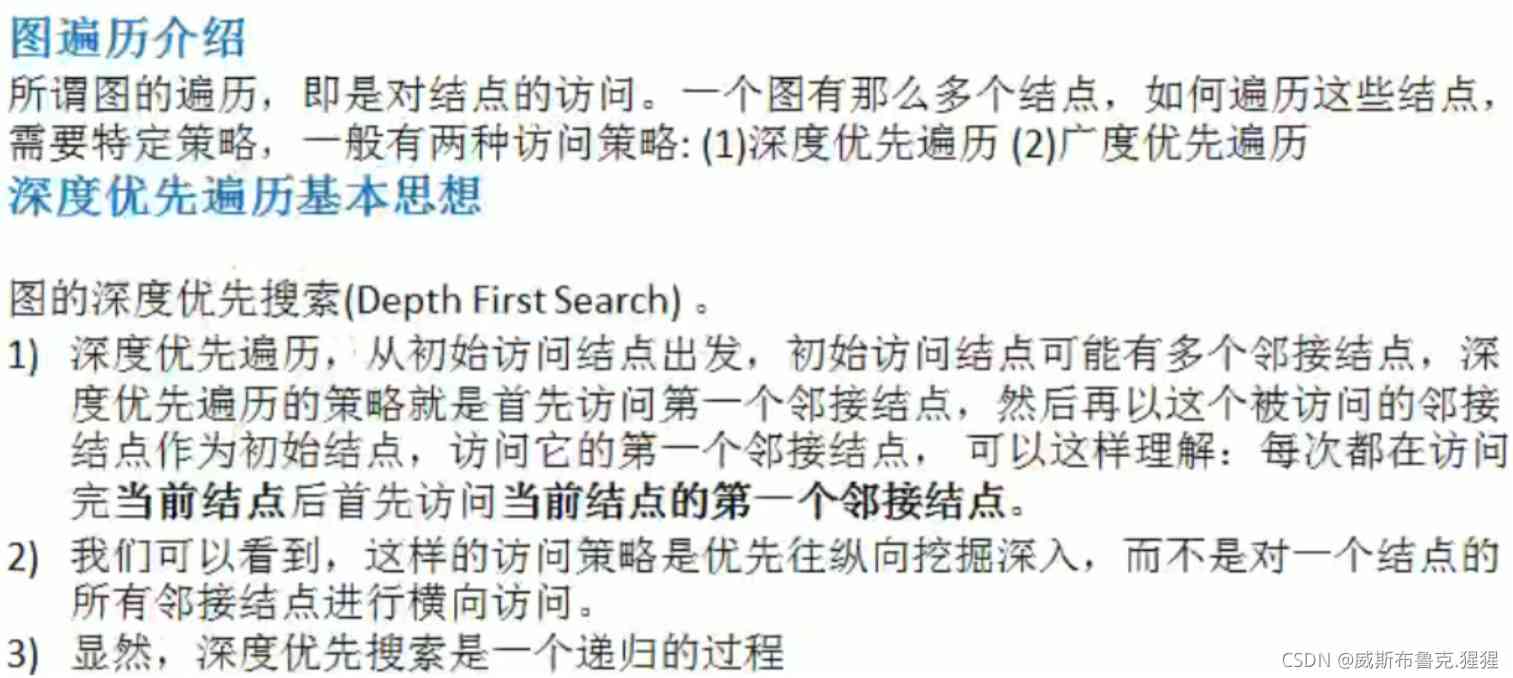 图遍历介绍
所谓图的遍历，即是对结点的访问。一个图有那么多个结点，如何遍历这些结点，
需要特定策略，一般有两种访问策略: (1)深度优先遍历 (2)广度优先遍历
深度优先遍历基本思想
图的深度优先搜索(Depth First Search) 。
1) 深度优先遍历，从初始访问结点出发，初始访问结点可能有多个邻接结点，深
度优先遍历的策略就是首先访问第一个邻接结点，然后再以这个被访问的邻接
结点作为初始结点，访问它的第一个邻接结点， 可以这样理解：每次都在访问
完当前结点后首先访问当前结点的第一个邻接结点。
2) 我们可以看到，这样的访问策略是优先往纵向挖掘深入，而不是对一个结点的
所有邻接结点进行横向访问。
3) 显然，深度优先搜索是一个递归的过程
CSDN @威斯布鲁克.猩猩